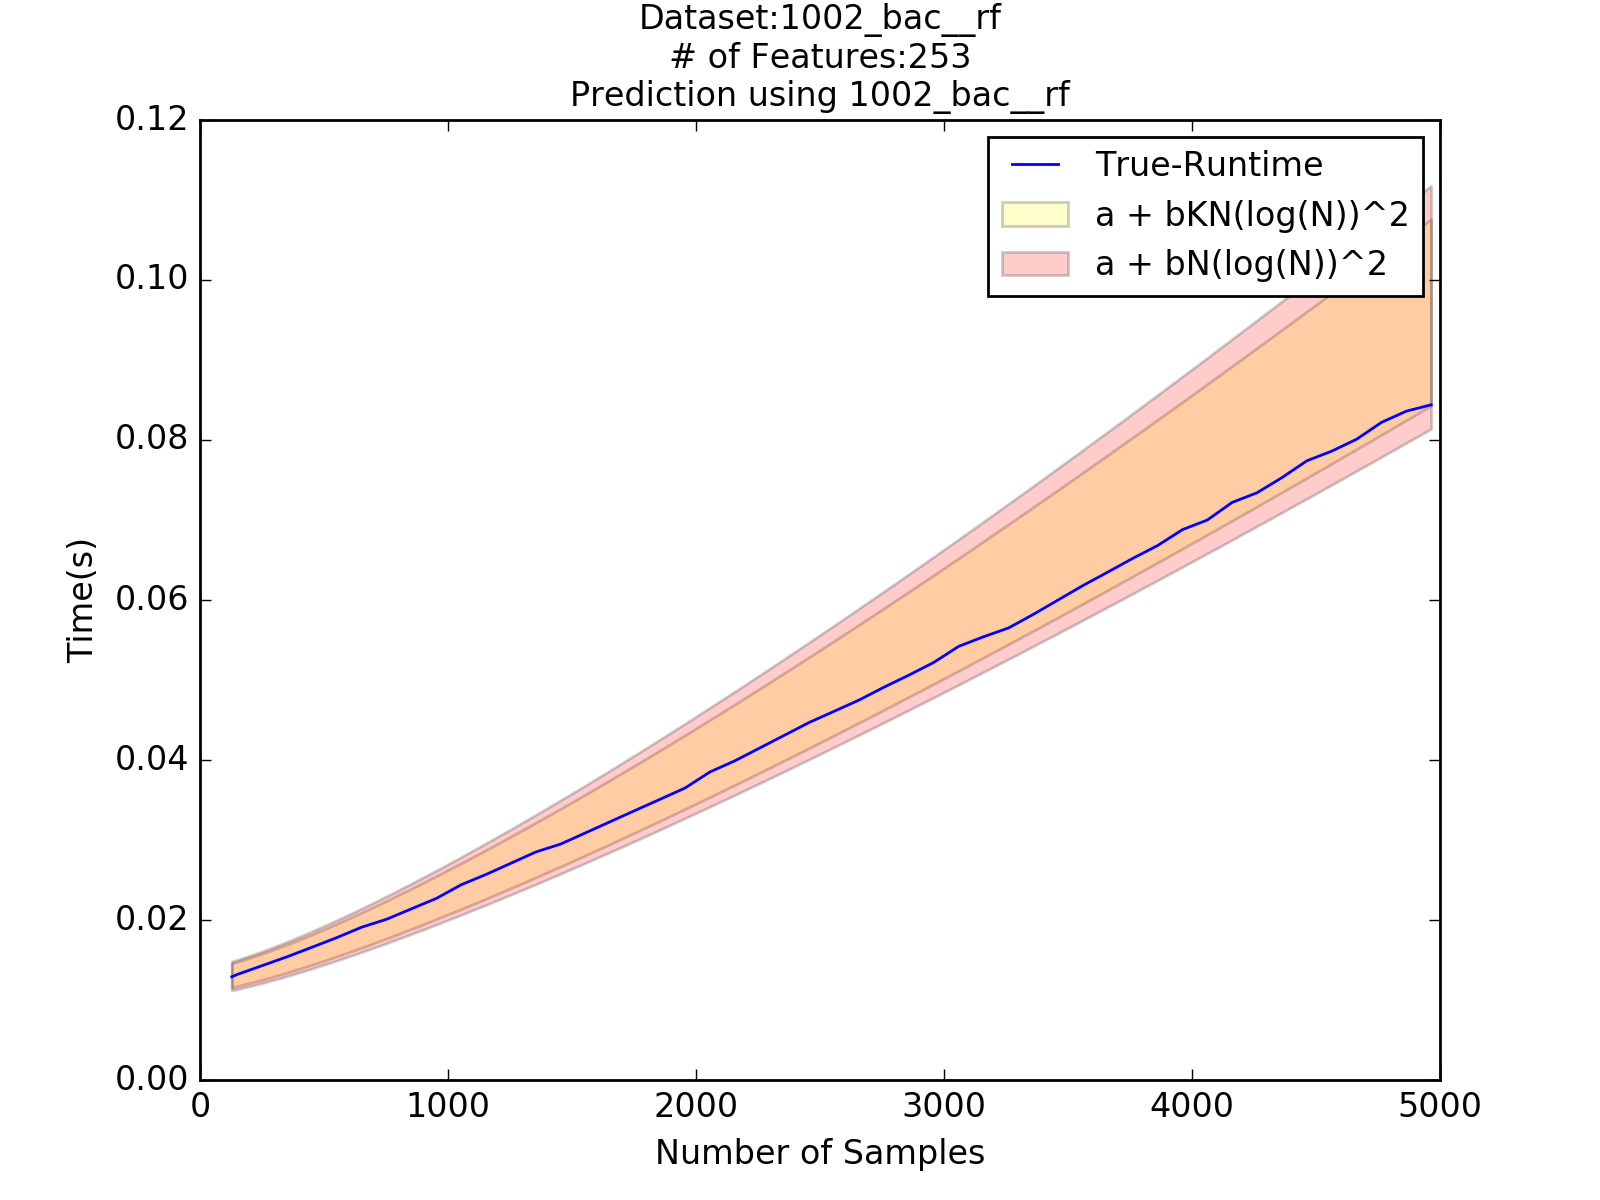 Dataset:1002_bac__rf
# of Features:253
Prediction using 1002_bac__rf
0.12
0.10
0.08
0.06
0.04
0.02
0.00
Time(s)
True-Runtime
a + bKN(log(N))^2
a + bN(log(N))^2
0 1000 2000 3000 4000 5000
Number of Samples